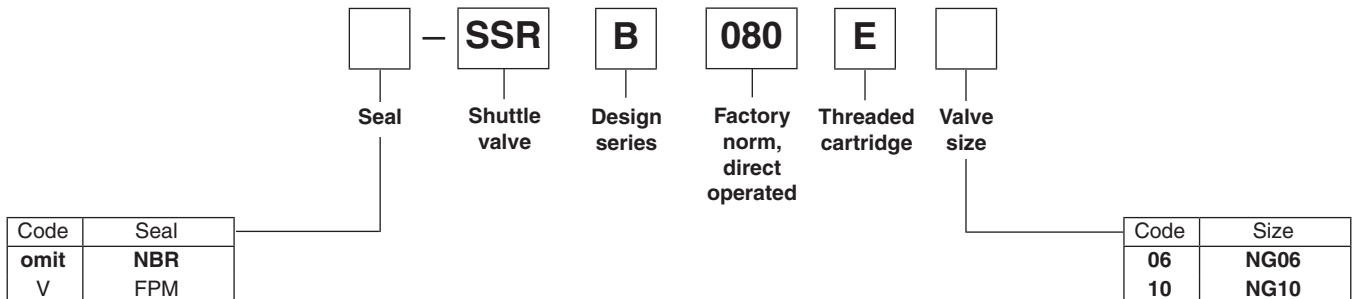 – SSR B 080 E
Seal
Shuttle
valve
Design
series
Factory
norm,
direct
operated
Threaded
cartridge
Valve
size
Code Seal
omit NBR
V FPM
Code Size
06 NG06
10 NG10